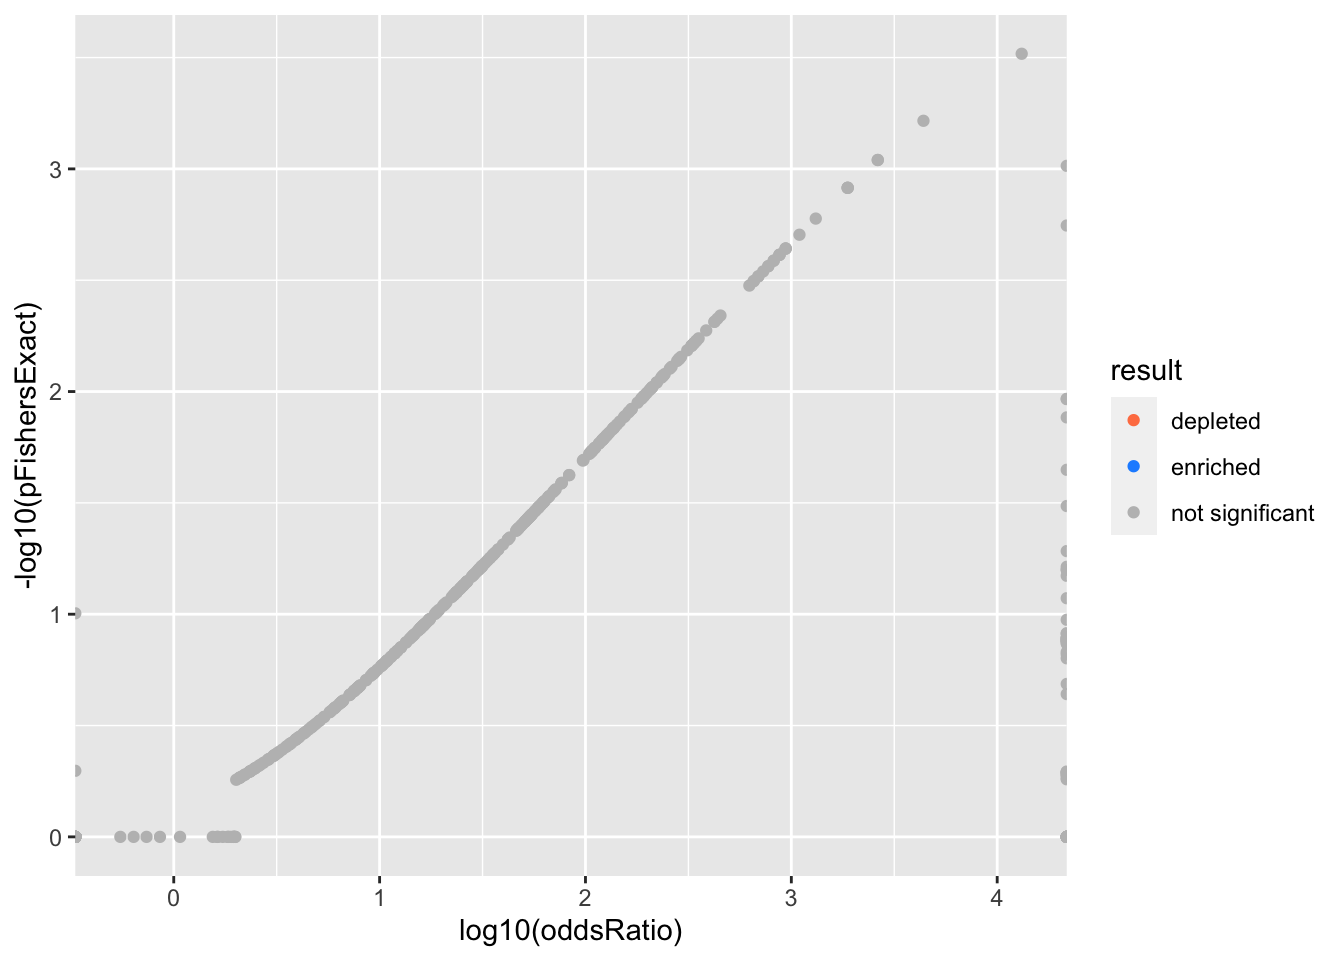 -log10(pFishersExact)
3
2
1
0
0 1 2 3 4
log10(oddsRatio)
result
depleted
enriched
not significant